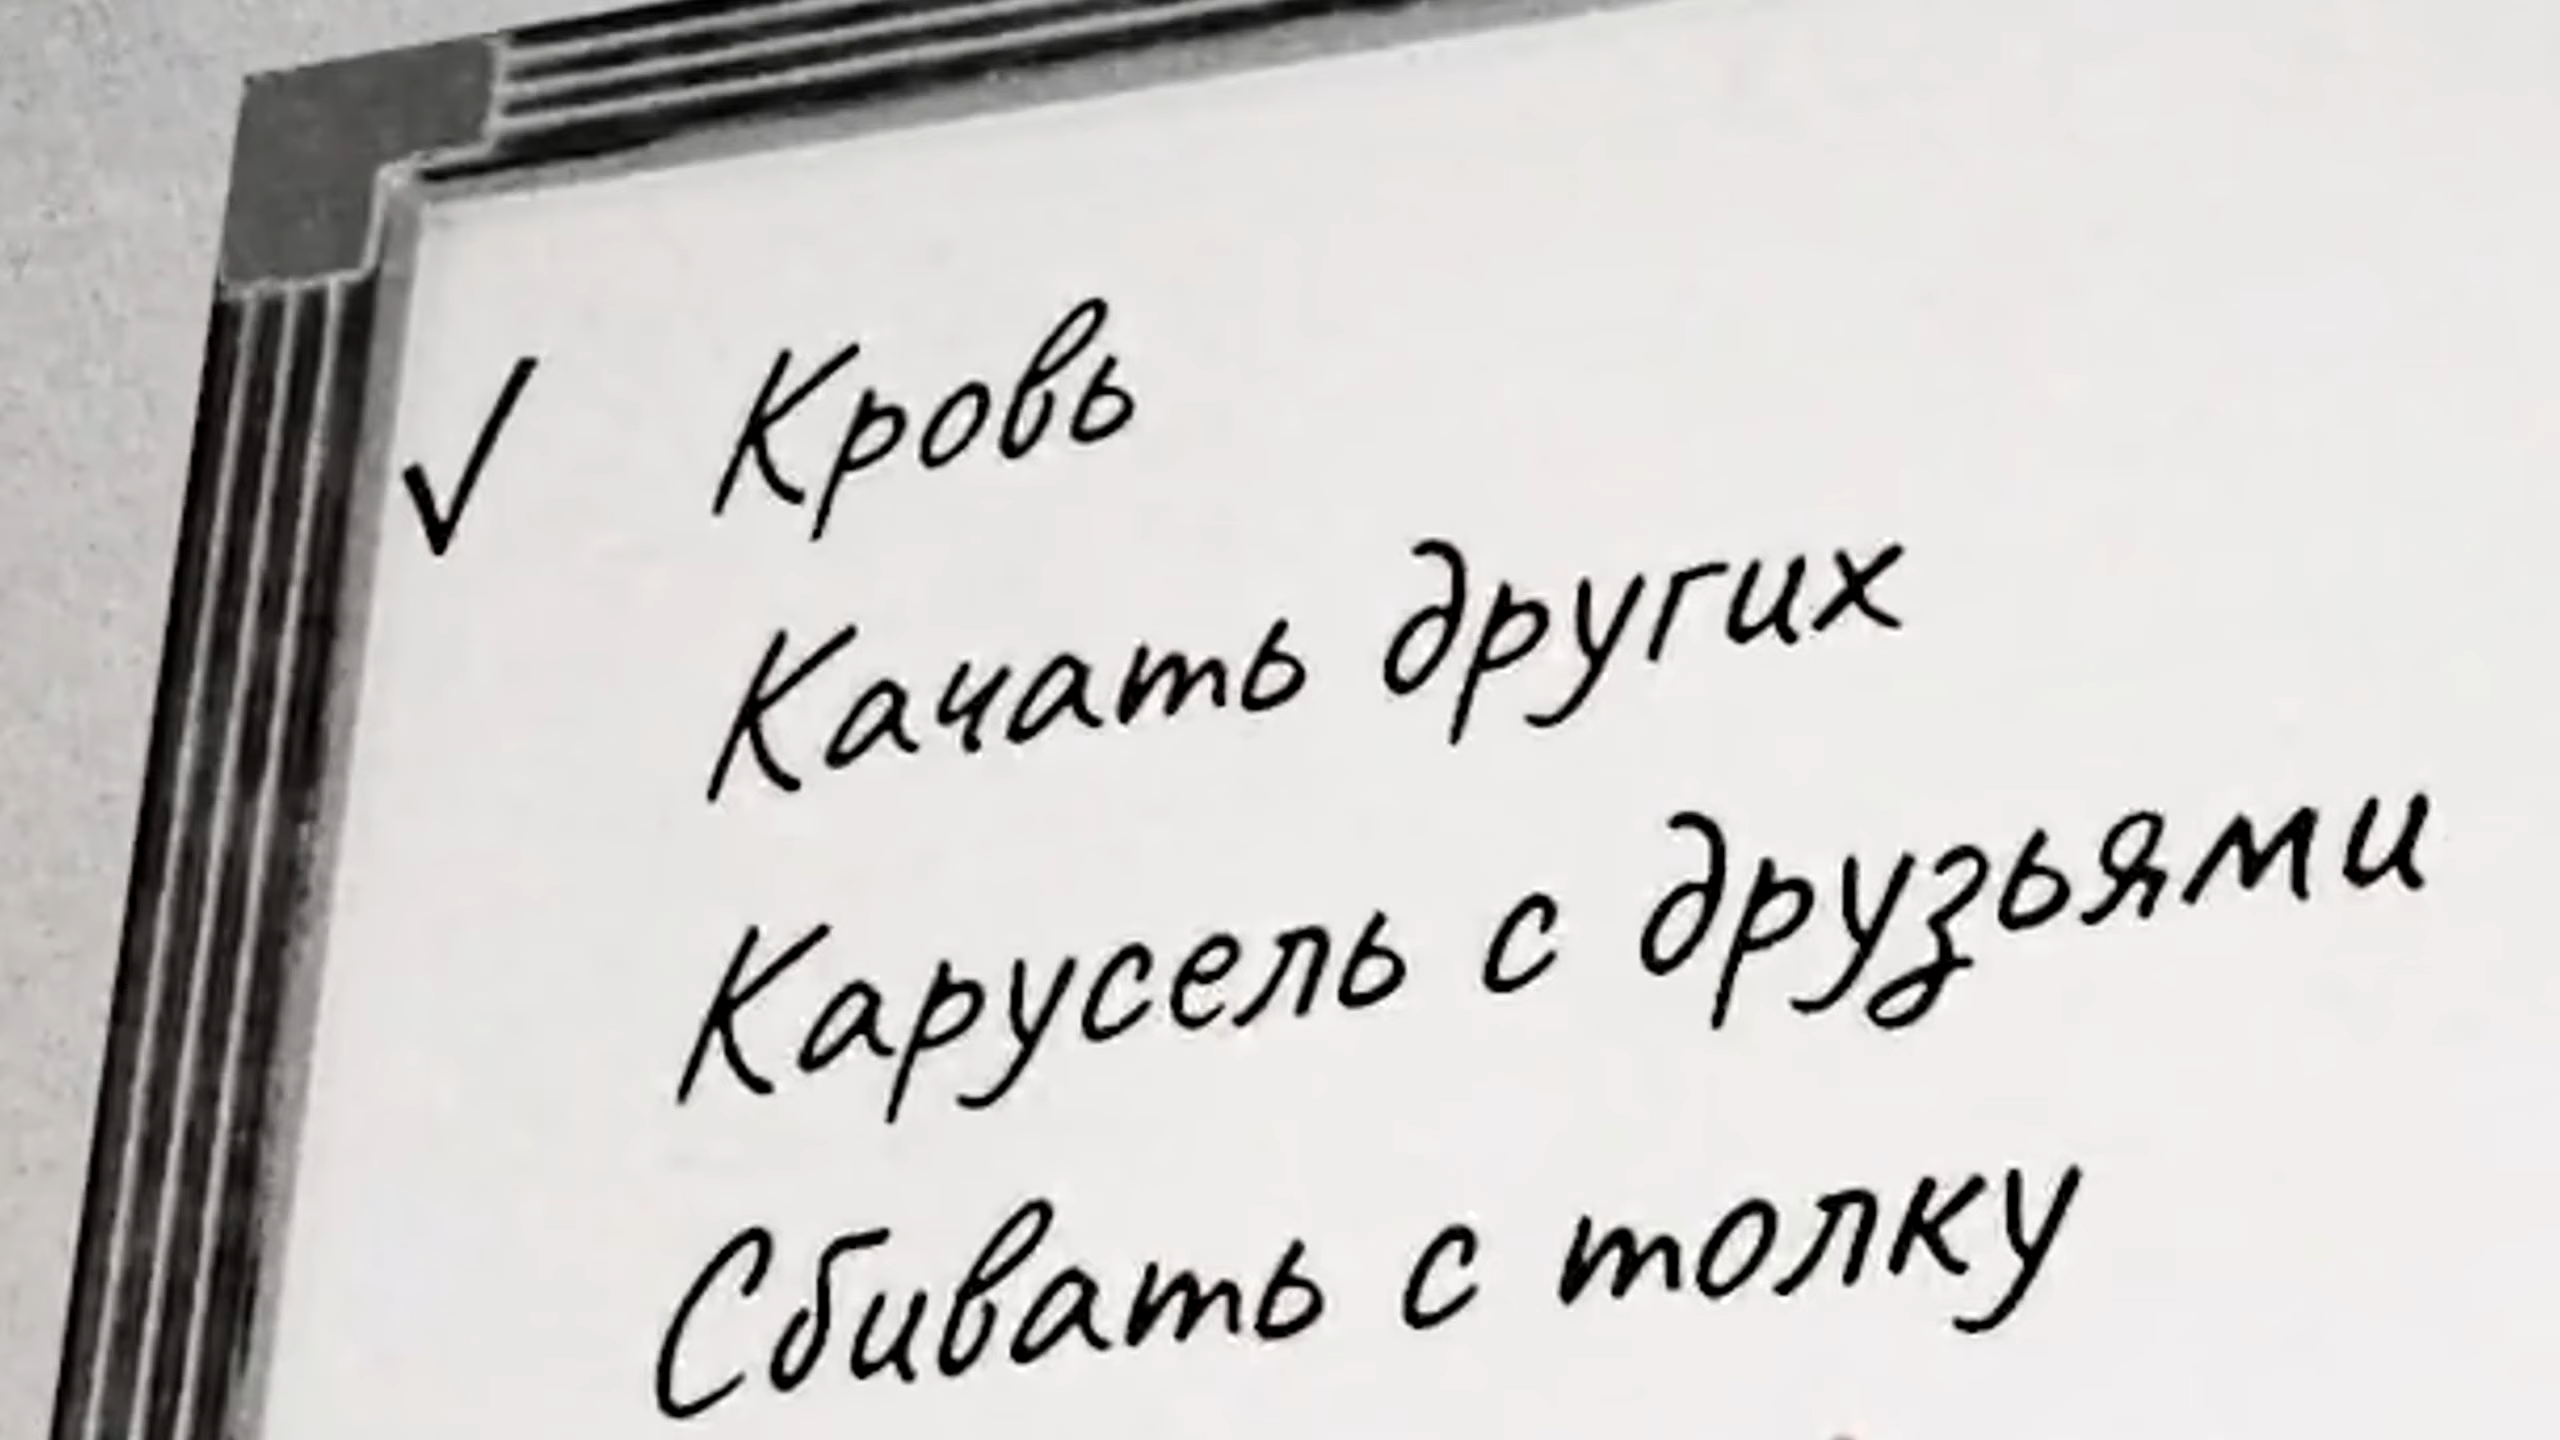 ✓ Кровь
Качать других
Карусель с друзьями
Сбивать с толку